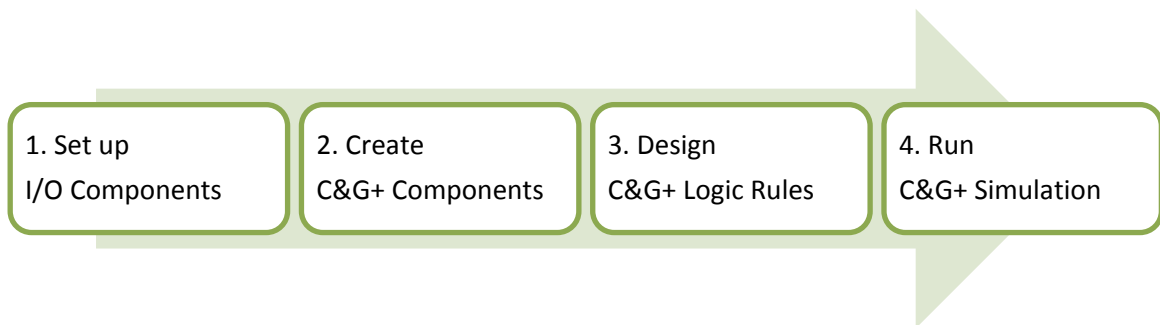 1. Set up
I/O Components
2. Create
C&G+ Components
3. Design
C&G+ Logic Rules
4. Run
C&G+ Simulation